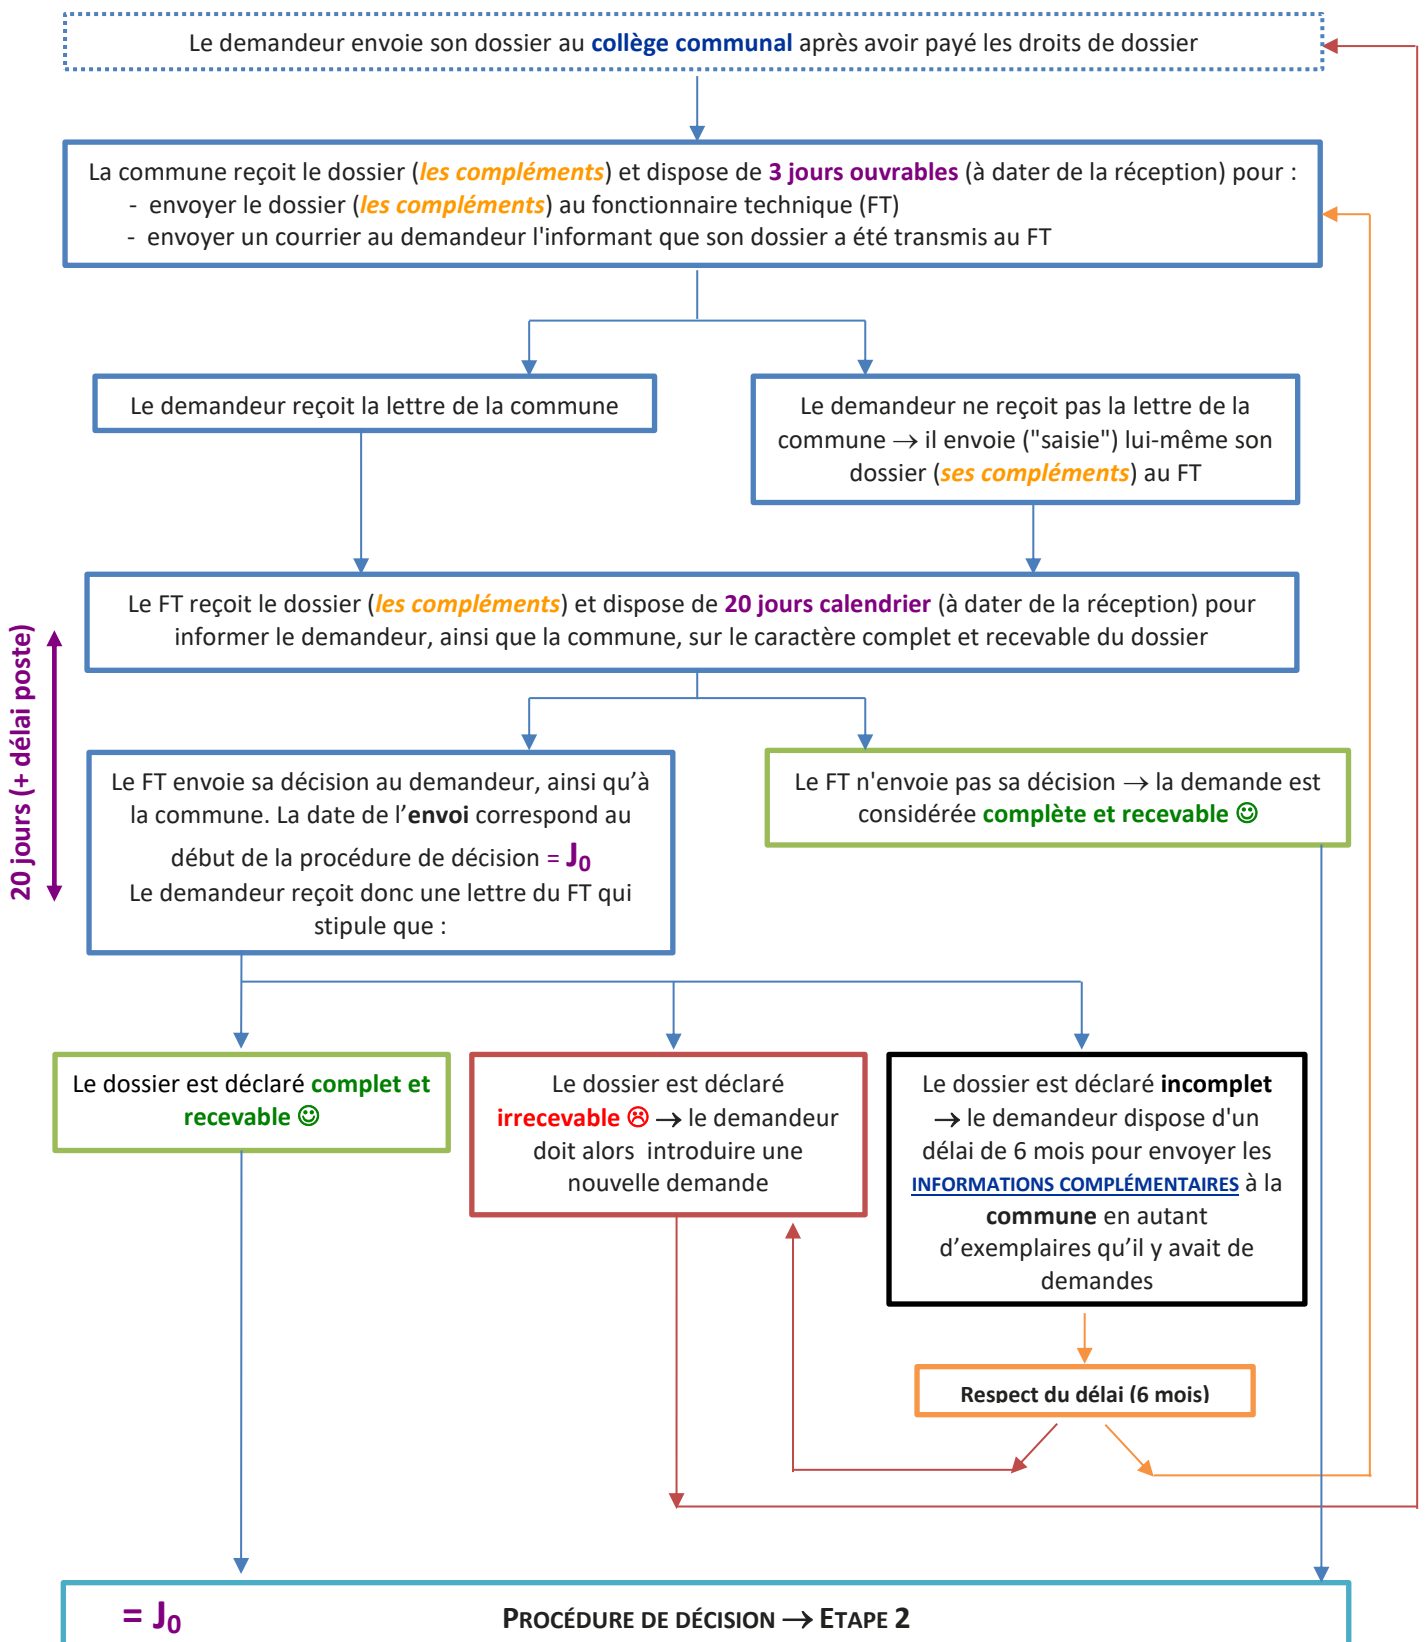 Le demandeur envoie son dossier au collège communal après avoir payé les droits de dossier
La commune reçoit le dossier (les compléments) et dispose de 3 jours ouvrables (à dater de la réception) pour :
- envoyer le dossier (les compléments) au fonctionnaire technique (FT)
- envoyer un courrier au demandeur l'informant que son dossier a été transmis au FT
Le demandeur reçoit la lettre de la commune
Le demandeur ne reçoit pas la lettre de la
commune → il envoie ("saisie") lui-même son
dossier (ses compléments) au FT
Le FT reçoit le dossier (les compléments) et dispose de 20 jours calendrier (à dater de la réception) pour
informer le demandeur, ainsi que la commune, sur le caractère complet et recevable du dossier
20 jours (+ délai poste)
Le FT envoie sa décision au demandeur, ainsi qu’à
la commune. La date de l’envoi correspond au
début de la procédure de décision = J₀
Le demandeur reçoit donc une lettre du FT qui
stipule que :
Le FT n'envoie pas sa décision → la demande est
considérée complète et recevable ☺
Le dossier est déclaré complet et
recevable ☺
Le dossier est déclaré
irrecevable ☹ → le demandeur
doit alors introduire une
nouvelle demande
Le dossier est déclaré incomplet
→ le demandeur dispose d'un
délai de 6 mois pour envoyer les
INFORMATIONS COMPLÉMENTAIRES à la
commune en autant
d’exemplaires qu’il y avait de
demandes
Respect du délai (6 mois)
= J₀ PROCÉDURE DE DÉCISION → ETAPE 2